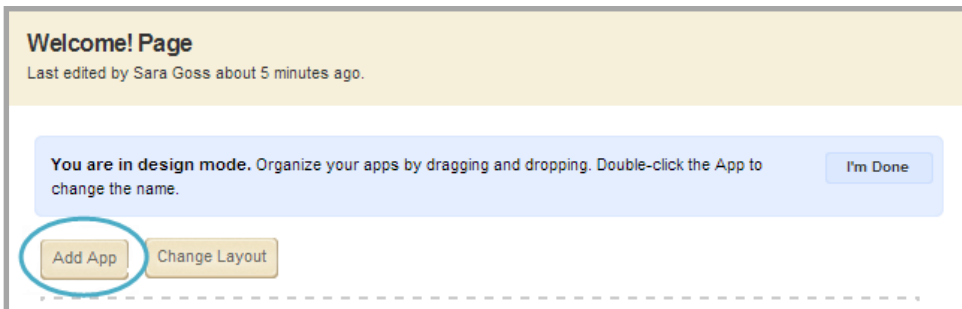 Welcome! Page
Last edited by Sara Goss about 5 minutes ago.
You are in design mode. Organize your apps by dragging and dropping. Double-click the App to
change the name.
I'm Done
Add App
Change Layout